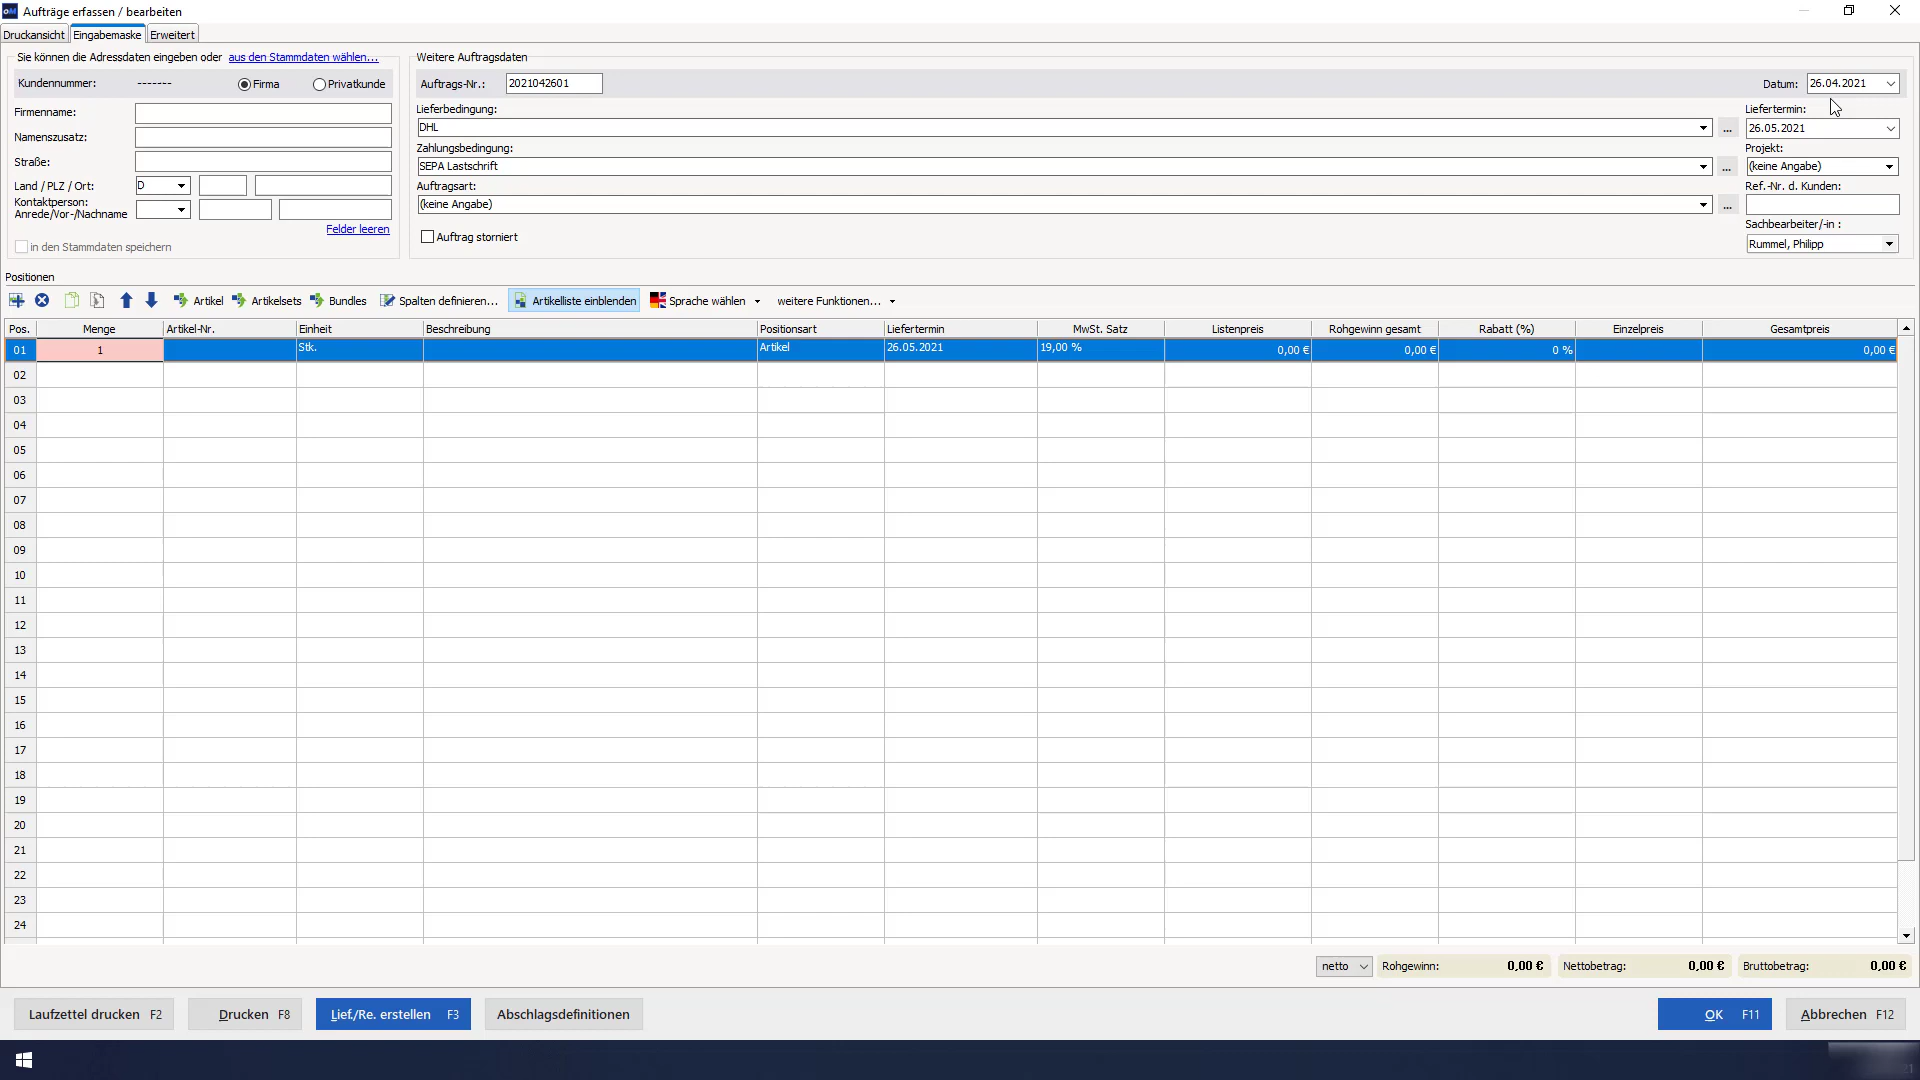 Aufträge erfassen / bearbeiten
Druckansicht Eingabemaske Erweitert
Sie können die Adressdaten eingeben oder aus den Stammdaten wählen...
Kundennummer: ------- Firma Privatkunde
Firmenname:
Namenszusatz:
Straße:
Land / PLZ / Ort: D
Kontaktperson:
Anrede/Vor-/Nachname
Felder leeren
in den Stammdaten speichern
Weitere Auftragsdaten
Auftrags-Nr.: 2021042601 Datum: 26.04.2021
Lieferbedingung: Liefertermin:
DHL ... 26.05.2021
Zahlungsbedingung: Projekt:
SEPA Lastschrift ... (keine Angabe)
Auftragsart: Ref.-Nr. d. Kunden:
(keine Angabe) ...
Sachbearbeiter/-in :
Auftrag storniert Rummel, Philipp
Positionen
Artikel Artikelsets Bundles Spalten definieren... Artikelliste einblenden Sprache wählen weitere Funktionen...
Pos. Menge Artikel-Nr. Einheit Beschreibung Positionsart Liefertermin MwSt. Satz Listenpreis Rohgewinn gesamt Rabatt (%) Einzelpreis Gesamtpreis
01 1 Stk. Artikel 26.05.2021 19,00 % 0,00 € 0,00 € 0 % 0,00 €
02
03
04
05
06
07
08
09
10
11
12
13
14
15
16
17
18
19
20
21
22
23
24
netto Rohgewinn: 0,00 € Nettobetrag: 0,00 € Bruttobetrag: 0,00 €
Laufzettel drucken F2 Drucken F8 Lief./Re. erstellen F3 Abschlagsdefinitionen OK F11 Abbrechen F12